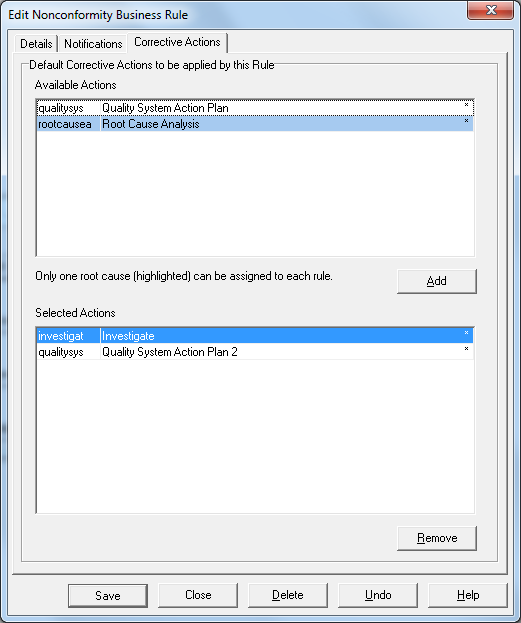 Edit Nonconformity Business Rule
Details Notifications Corrective Actions
Default Corrective Actions to be applied by this Rule
Available Actions
qualitysys Quality System Action Plan *
rootcausea Root Cause Analysis *
Only one root cause (highlighted) can be assigned to each rule.
Add
Selected Actions
investigat Investigate *
qualitysys Quality System Action Plan 2 *
Remove
Save Close Delete Undo Help